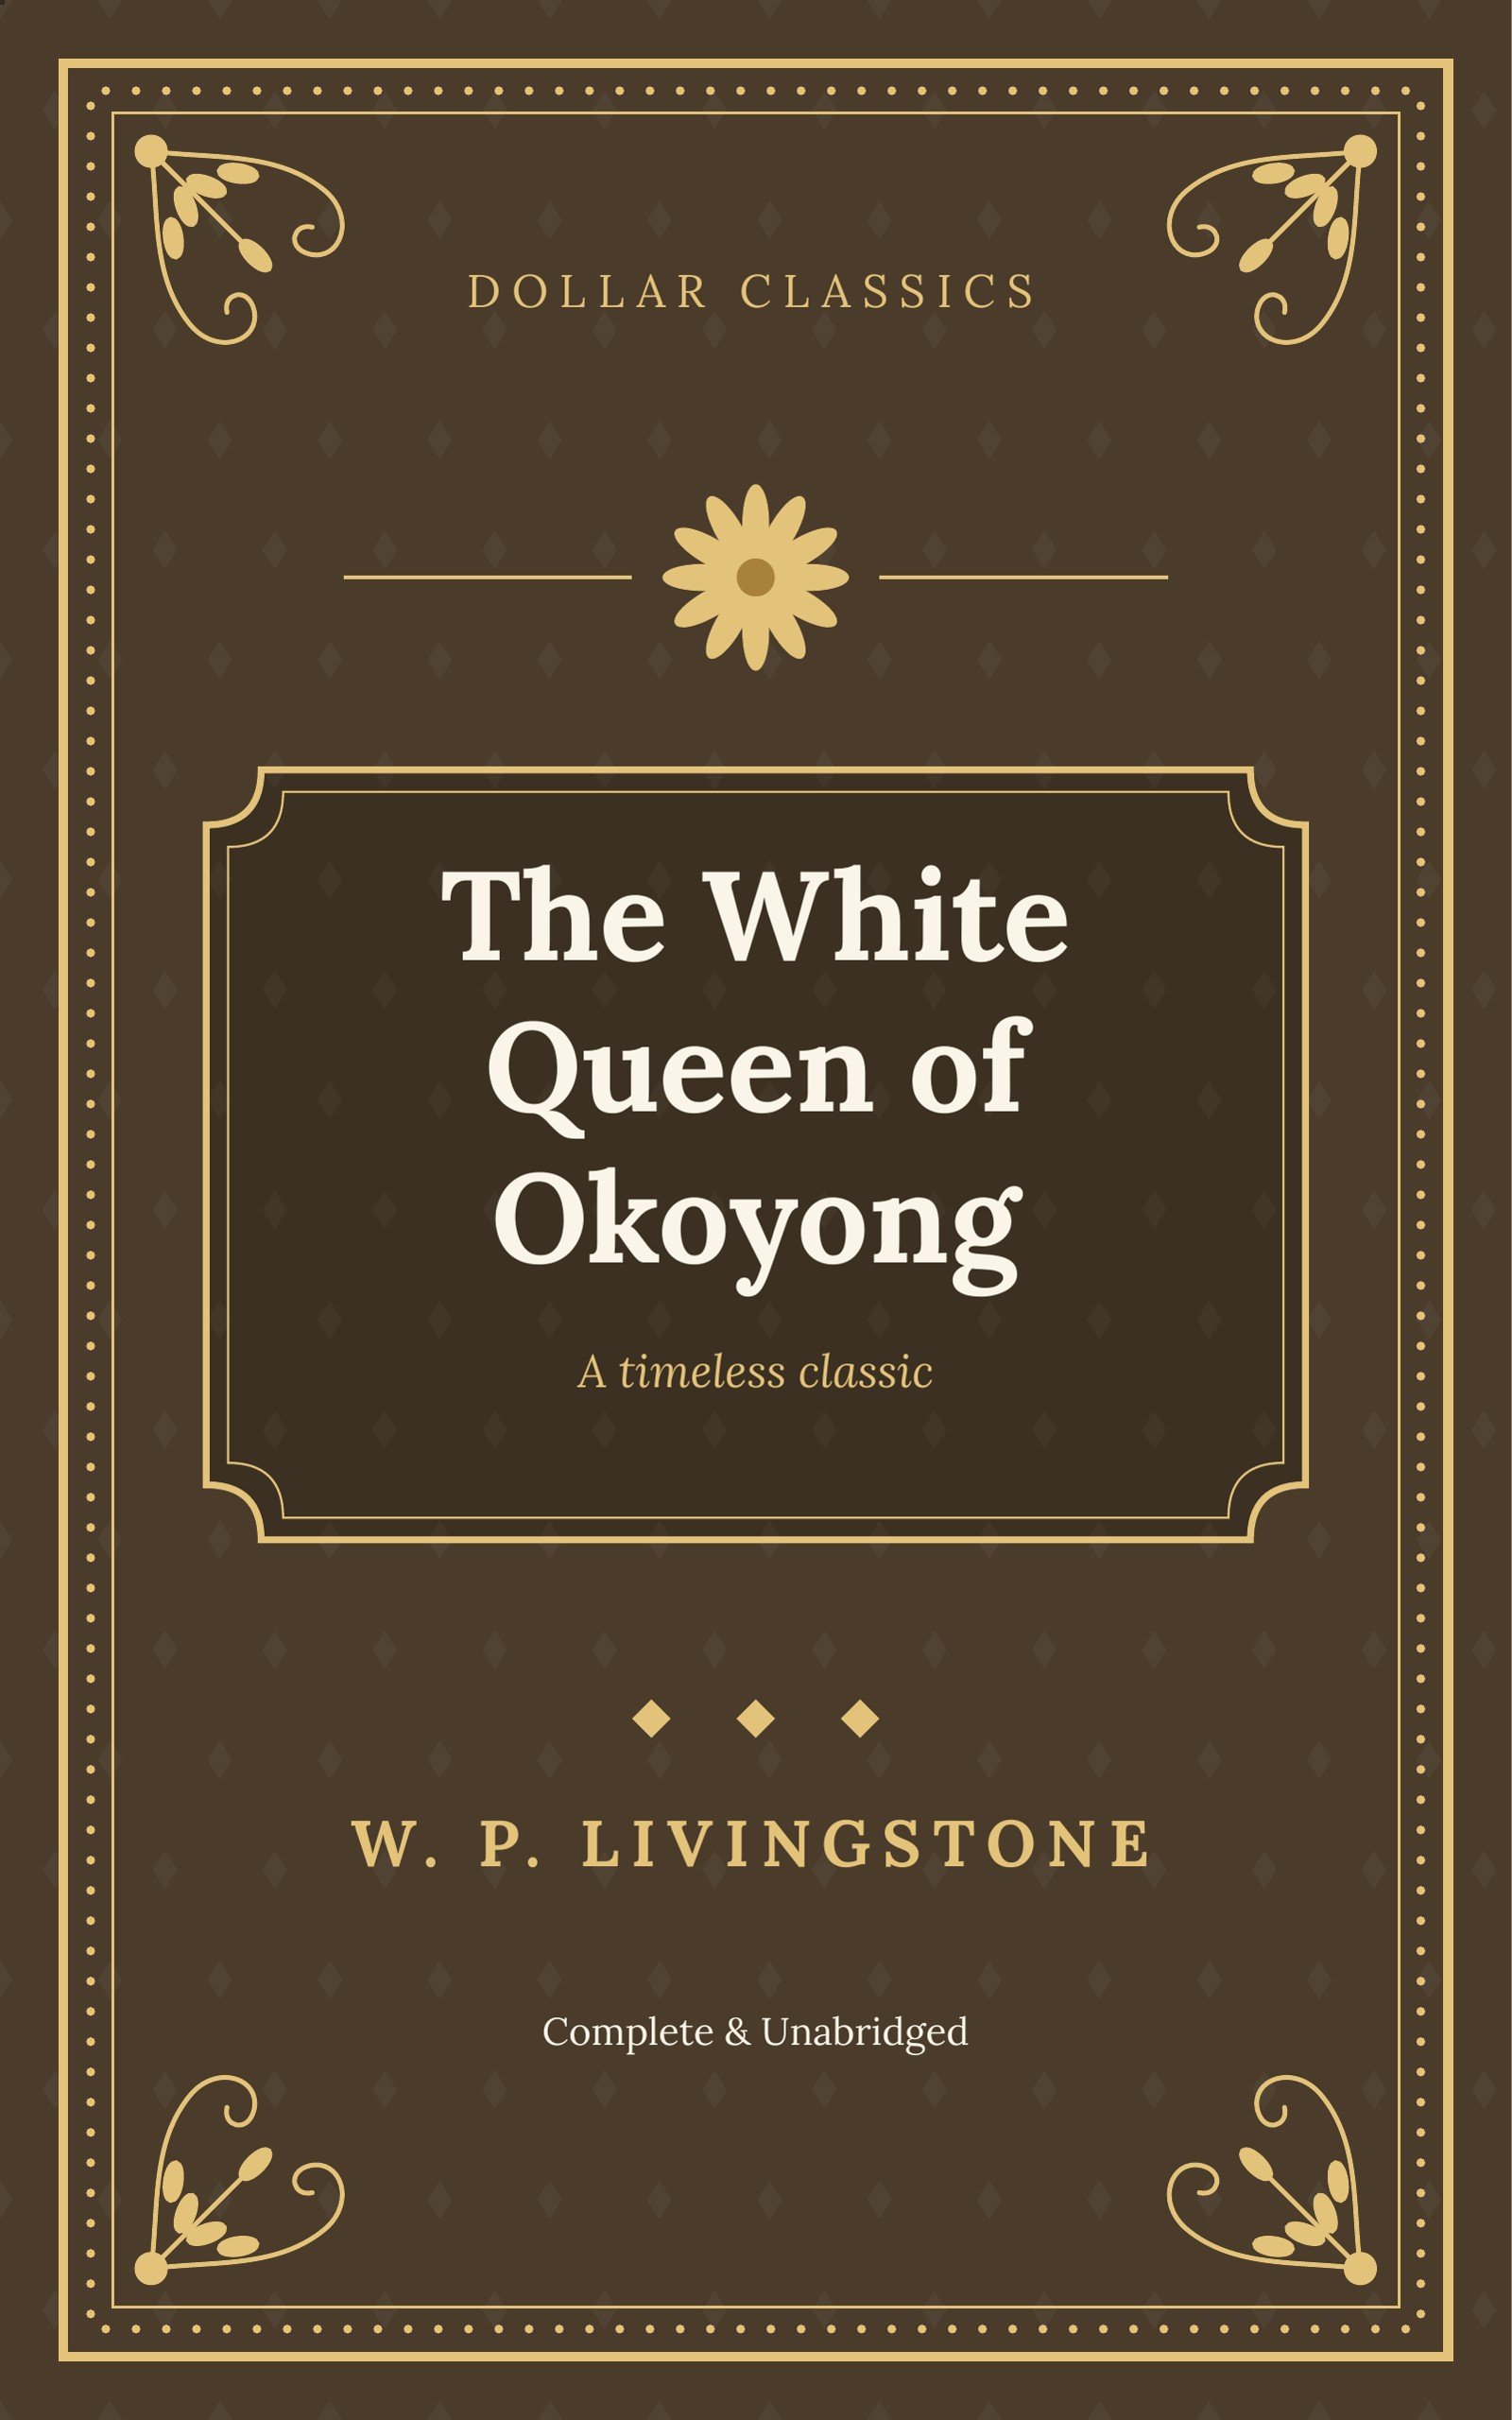 DOLLAR CLASSICS
The White
Queen of
Okoyong
A timeless classic
W. P. LIVINGSTONE
Complete & Unabridged